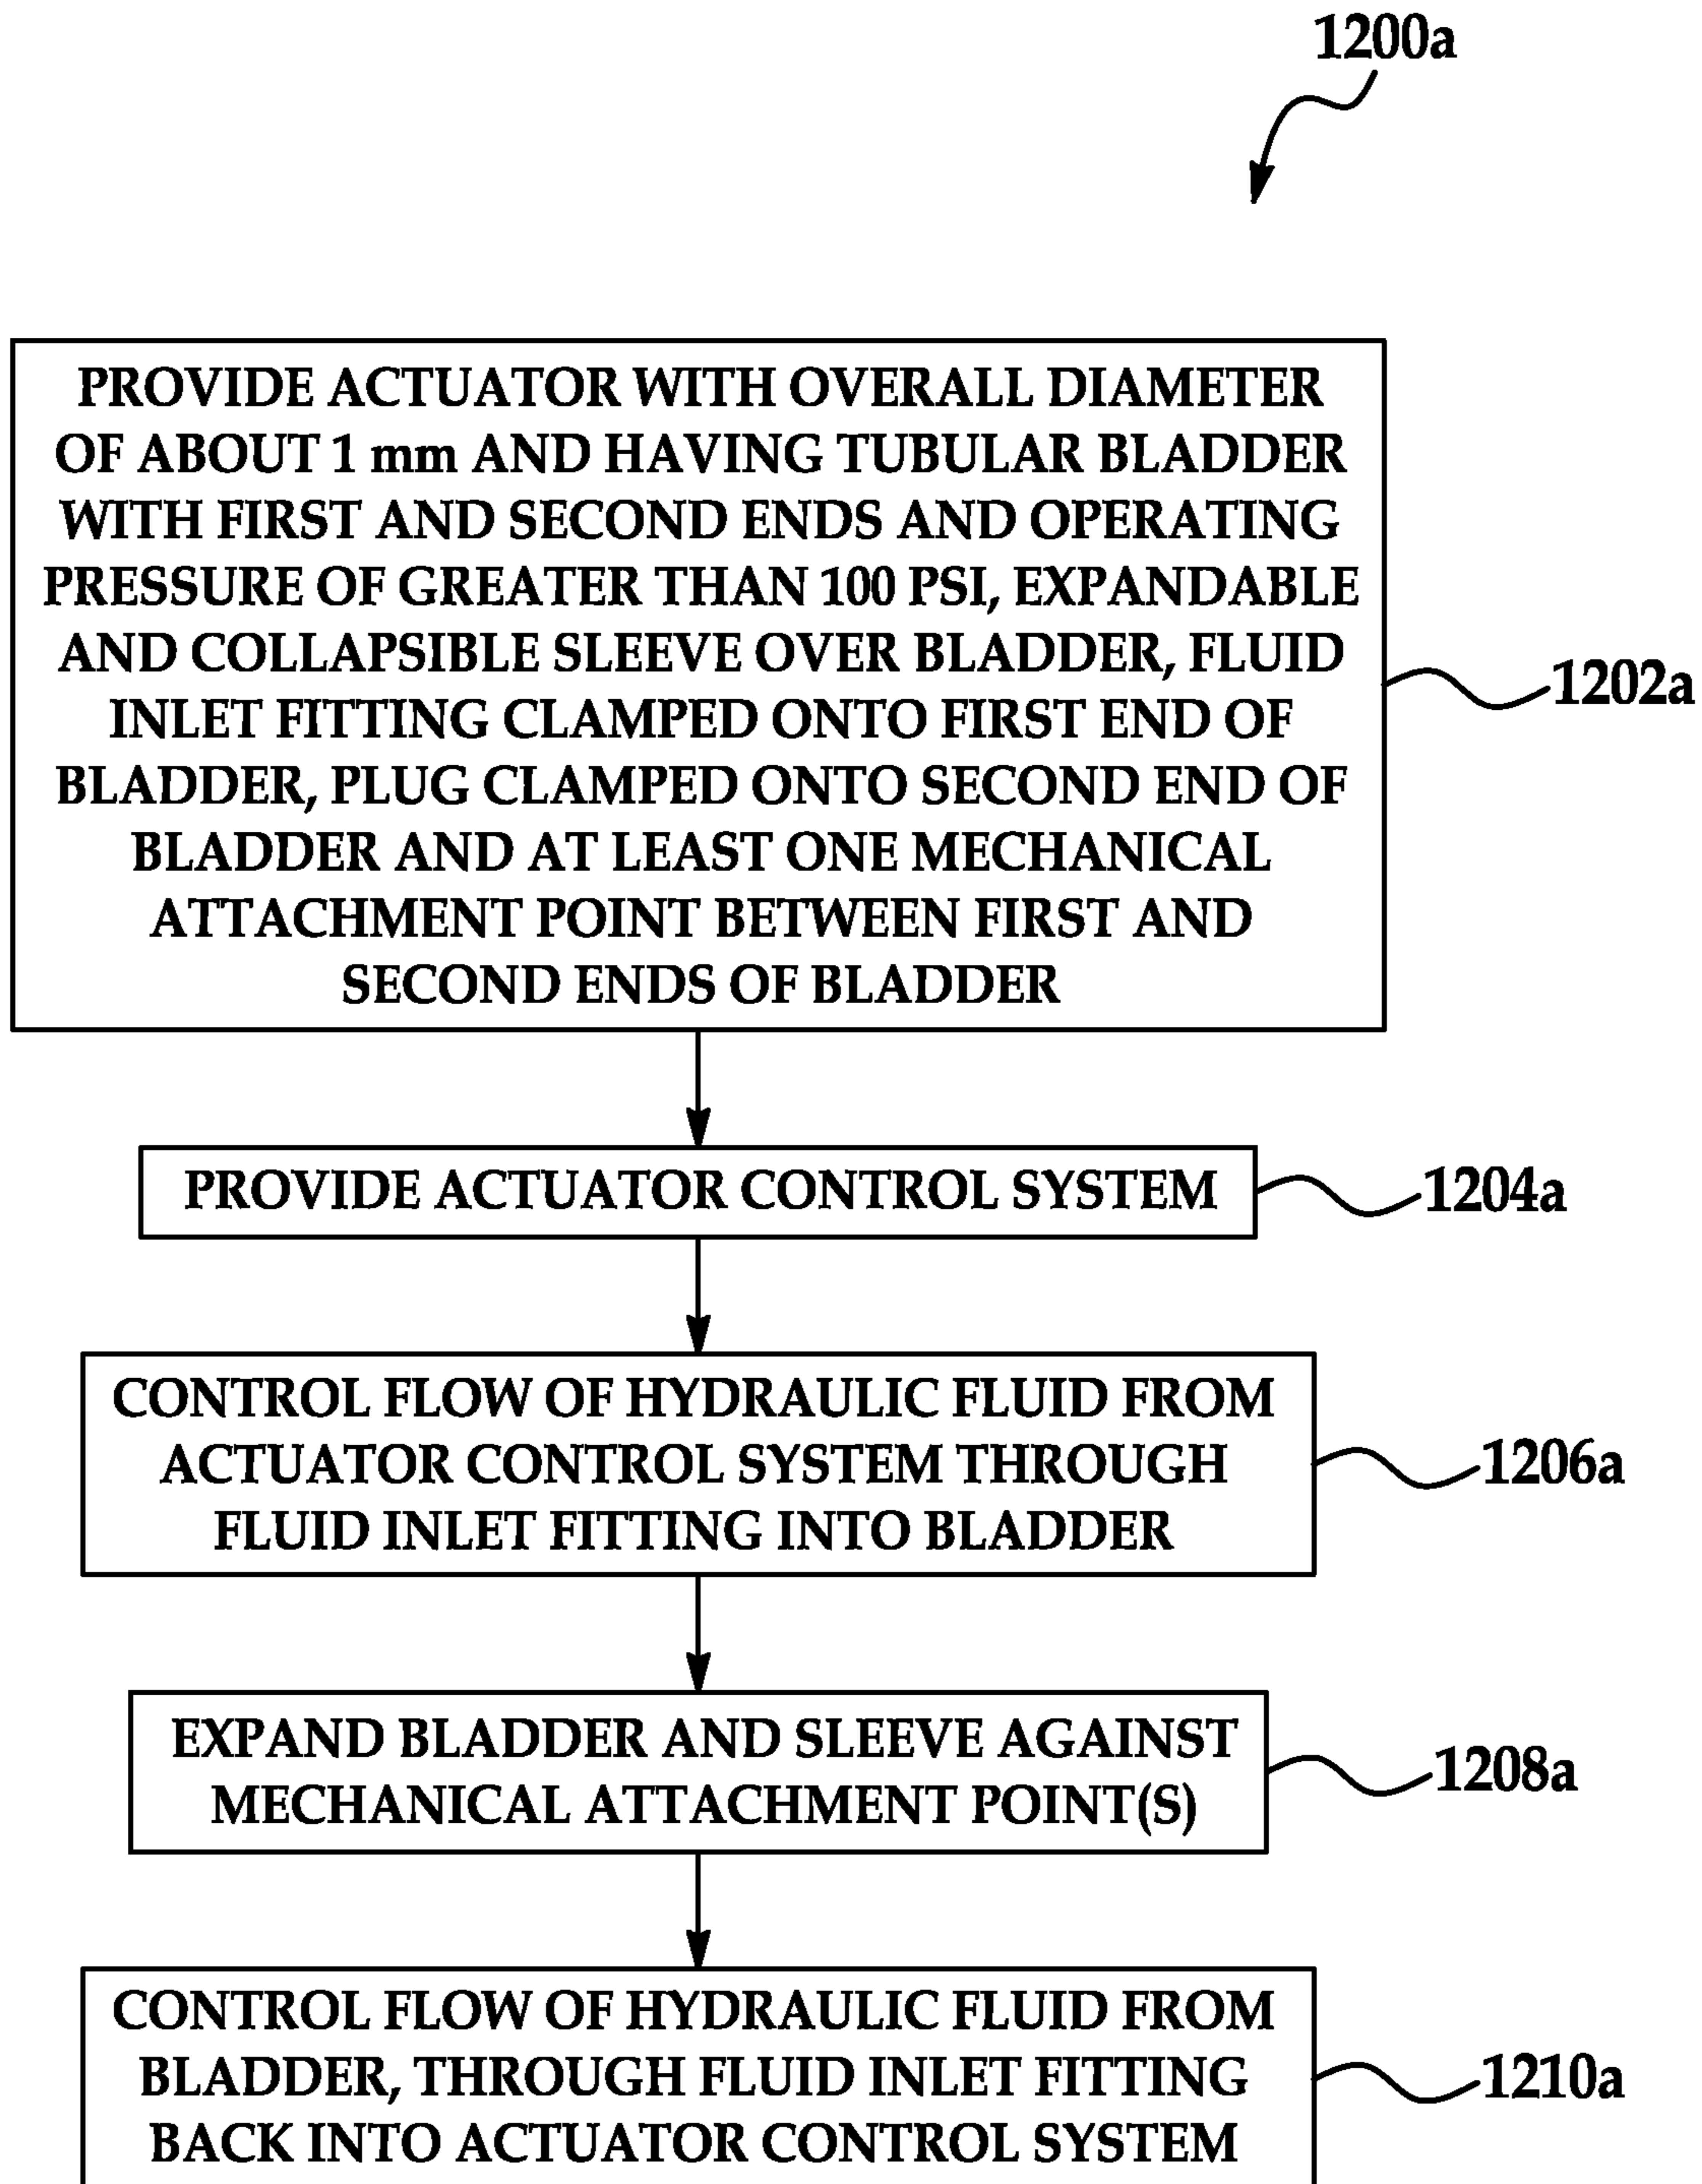 1200a
PROVIDE ACTUATOR WITH OVERALL DIAMETER
OF ABOUT 1 mm AND HAVING TUBULAR BLADDER
WITH FIRST AND SECOND ENDS AND OPERATING
PRESSURE OF GREATER THAN 100 PSI, EXPANDABLE
AND COLLAPSIBLE SLEEVE OVER BLADDER, FLUID
INLET FITTING CLAMPED ONTO FIRST END OF
BLADDER, PLUG CLAMPED ONTO SECOND END OF
BLADDER AND AT LEAST ONE MECHANICAL
ATTACHMENT POINT BETWEEN FIRST AND
SECOND ENDS OF BLADDER
1202a
PROVIDE ACTUATOR CONTROL SYSTEM
1204a
CONTROL FLOW OF HYDRAULIC FLUID FROM
ACTUATOR CONTROL SYSTEM THROUGH
FLUID INLET FITTING INTO BLADDER
1206a
EXPAND BLADDER AND SLEEVE AGAINST
MECHANICAL ATTACHMENT POINT(S)
1208a
CONTROL FLOW OF HYDRAULIC FLUID FROM
BLADDER, THROUGH FLUID INLET FITTING
BACK INTO ACTUATOR CONTROL SYSTEM
1210a